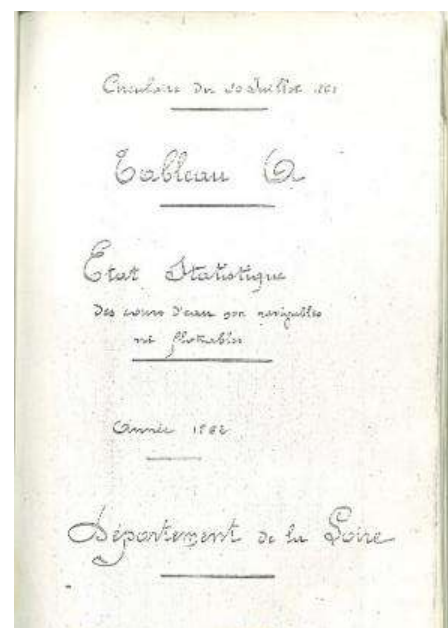 Circulaire du 30 Juillet 1861
Tableau A
Etat Statistique
des cours d'eau non navigables
ni flottables
Année 1862
Département de la Loire